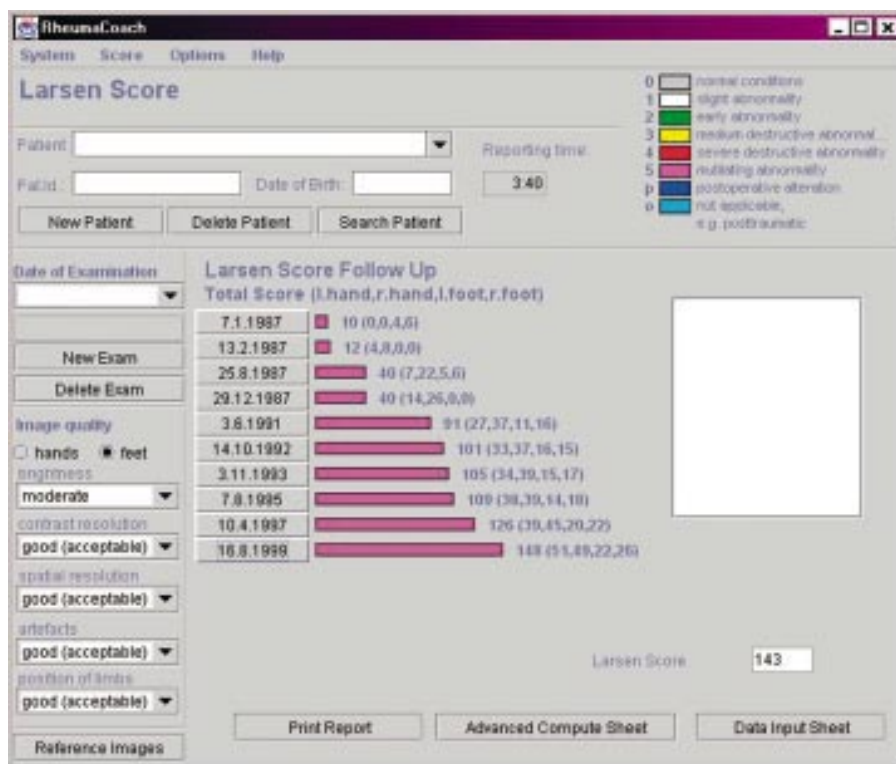 RheumaCoach
System Score Options Help
Larsen Score
0 normal conditions
1 slight abnormality
2 early abnormality
3 medium destructive abnormal...
4 severe destructive abnormality
5 mutilating abnormality
p postoperative alteration
o not applicable,
e.g. posttraumatic
Patient
Reporting time:
Pat.Id.: Date of Birth: 3:40
New Patient Delete Patient Search Patient
Date of Examination
New Exam
Delete Exam
Image quality
hands feet
brightness
moderate
contrast resolution
good (acceptable)
spatial resolution
good (acceptable)
artefacts
good (acceptable)
position of limbs
good (acceptable)
Reference Images
Larsen Score Follow Up
Total Score (l.hand,r.hand,l.foot,r.foot)
7.1.1987 10 (0,0,4,6)
13.2.1987 12 (4,8,0,0)
25.8.1987 40 (7,22,5,6)
29.12.1987 40 (14,26,0,0)
3.6.1991 91 (27,37,11,16)
14.10.1992 101 (33,37,16,15)
3.11.1993 105 (34,39,15,17)
7.8.1995 109 (38,39,14,18)
10.4.1997 126 (39,45,20,22)
16.8.1999 148 (51,49,22,26)
Larsen Score 143
Print Report Advanced Compute Sheet Data Input Sheet